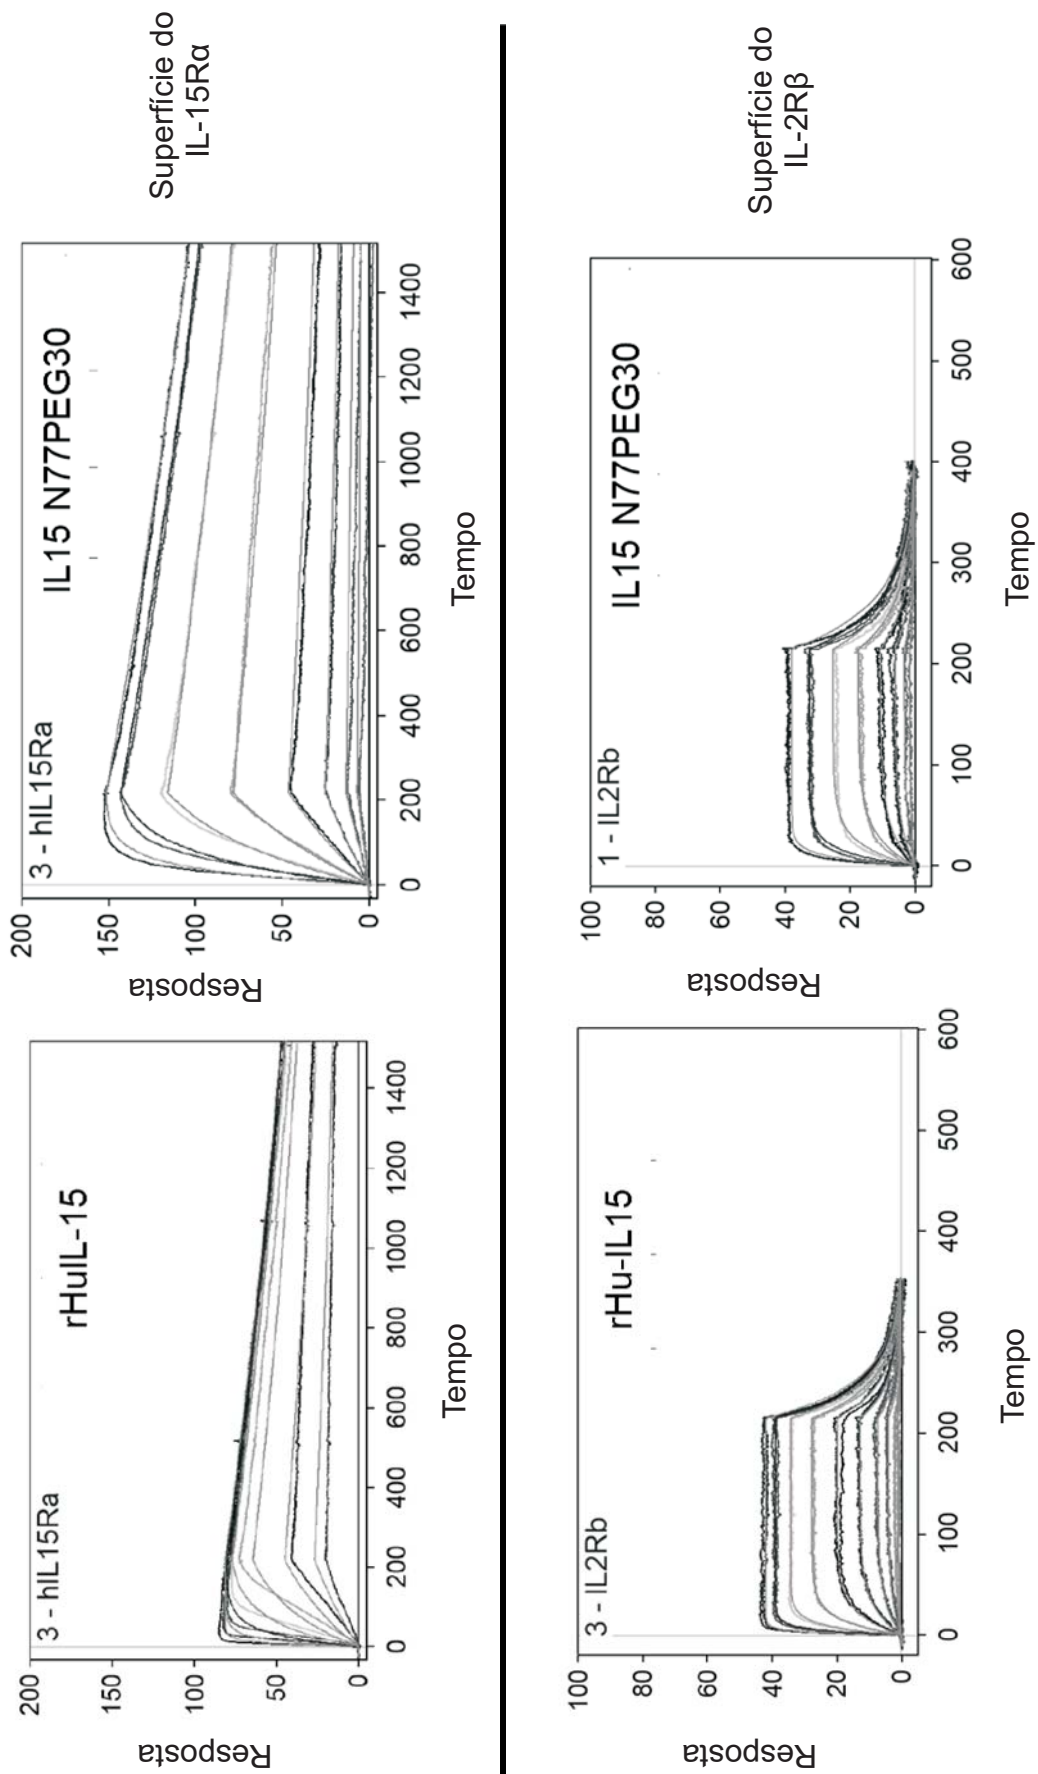 Superfície do
IL-15Rα
3 - hIL15Ra
rHuIL-15
200
150
100
50
0
Resposta
0
200
400
600
800
1000
1200
1400
Tempo
3 - hIL15Ra
IL15 N77PEG30
200
150
100
50
0
Resposta
0
200
400
600
800
1000
1200
1400
Tempo
Superfície do
IL-2Rβ
3 - IL2Rb
rHu-IL15
100
80
60
40
20
0
Resposta
0
100
200
300
400
500
600
Tempo
1 - IL2Rb
IL15 N77PEG30
100
80
60
40
20
0
Resposta
0
100
200
300
400
500
600
Tempo